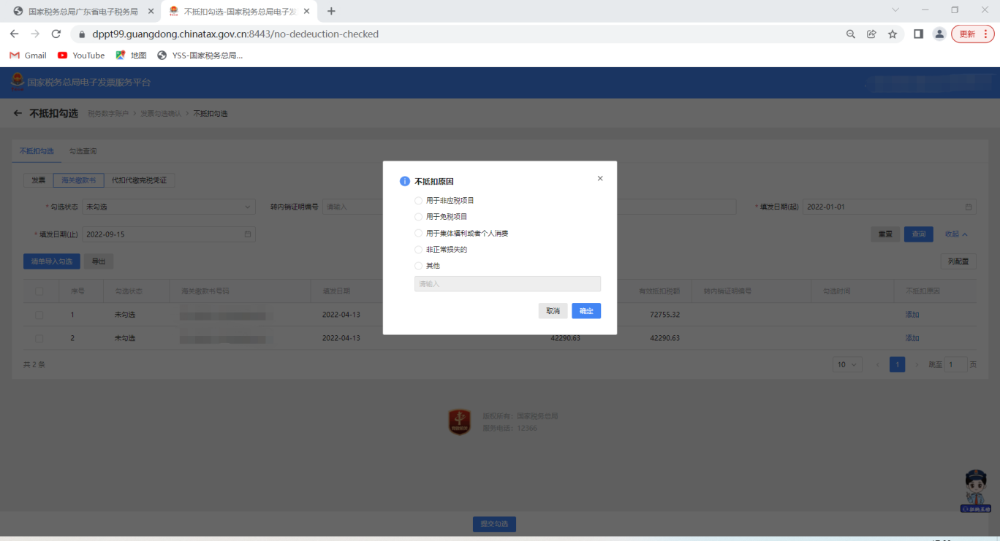 国家税务总局广东省电子税务局
不抵扣勾选-国家税务总局电子发
dppt99.guangdong.chinatax.gov.cn:8443/no-dedeuction-checked
更新
Gmail YouTube 地图 YSS-国家税务总局...
国家税务总局电子发票服务平台
不抵扣勾选 税务数字账户 > 发票勾选确认 > 不抵扣勾选
不抵扣勾选 勾选查询
发票 海关缴款书 代扣代缴完税凭证
* 勾选状态 未勾选 转内销证明编号 请输入 * 填发日期(起) 2022-01-01
* 填发日期(止) 2022-09-15 重置 查询 收起
清单导入勾选 导出 列配置
序号 勾选状态 海关缴款书号码 填发日期 有效抵扣税额 转内销证明编号 勾选时间 不抵扣原因
1 未勾选 2022-04-13 72755.32 添加
2 未勾选 2022-04-13 42290.63 42290.63 添加
共 2 条 10 1 跳至 1 页
不抵扣原因
用于非应税项目
用于免税项目
用于集体福利或者个人消费
非正常损失的
其他
请输入
取消 确定
版权所有：国家税务总局
服务电话：12366
征纳互动
提交勾选